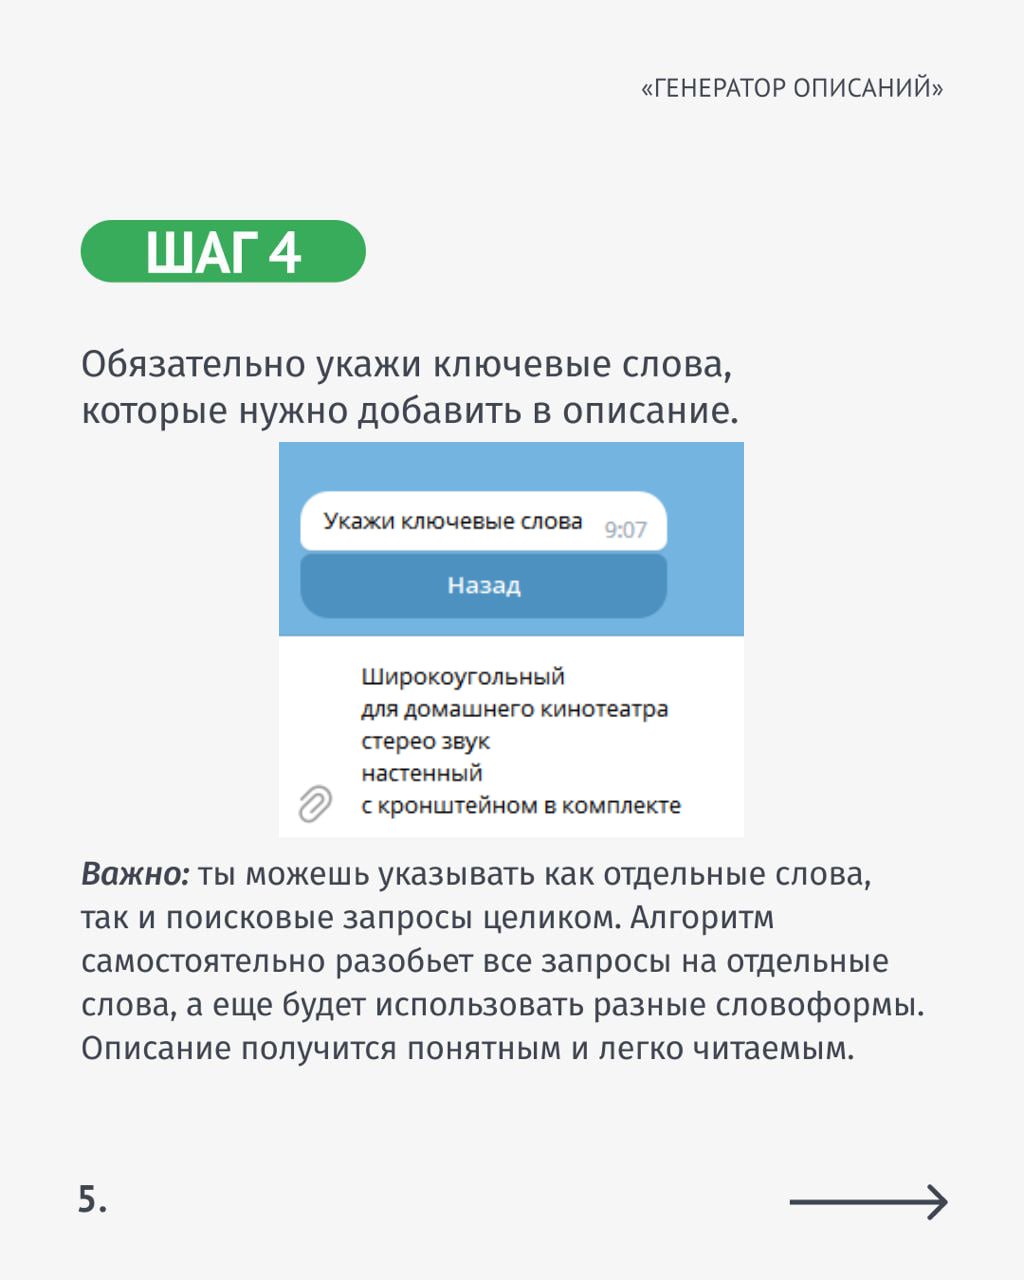 «ГЕНЕРАТОР ОПИСАНИЙ»
ШАГ 4
Обязательно укажи ключевые слова,
которые нужно добавить в описание.
Укажи ключевые слова 9:07
Назад
Широкоугольный
для домашнего кинотеатра
стерео звук
настенный
с кронштейном в комплекте
Важно: ты можешь указывать как отдельные слова,
так и поисковые запросы целиком. Алгоритм
самостоятельно разобьет все запросы на отдельные
слова, а еще будет использовать разные словоформы.
Описание получится понятным и легко читаемым.
5.